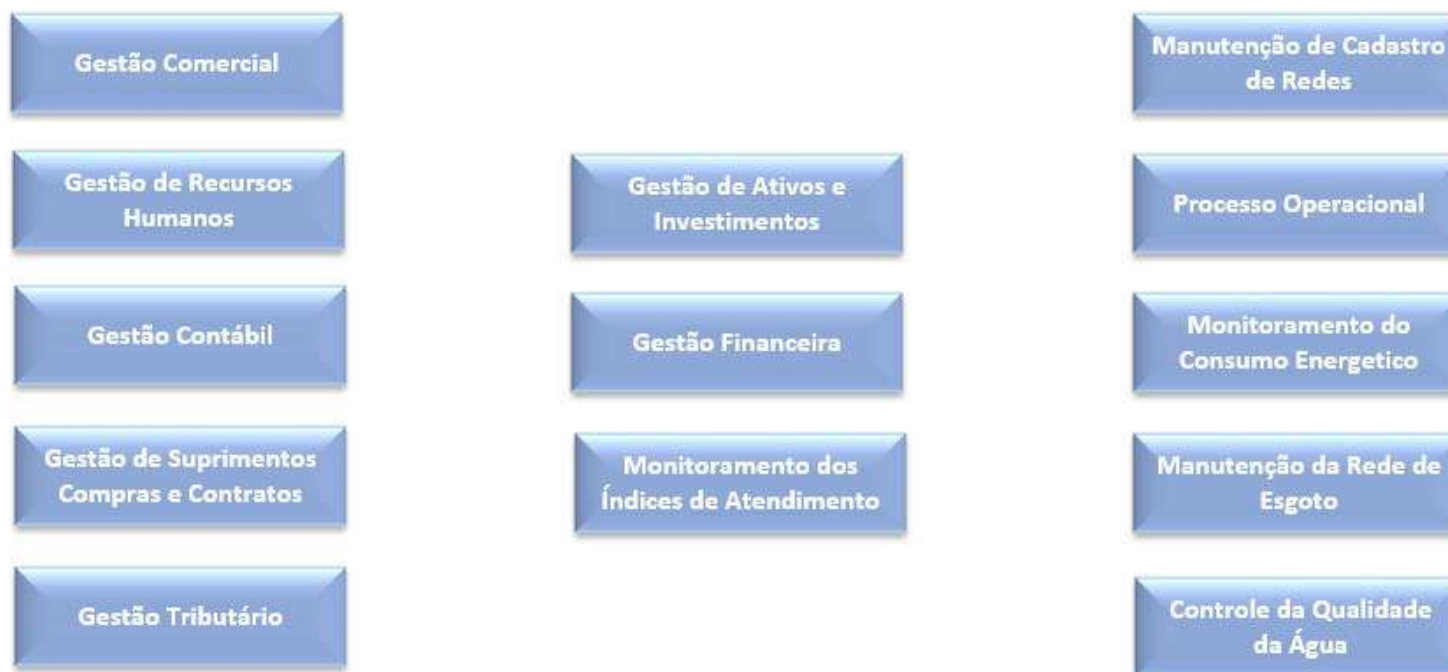 Gestão Comercial
Gestão de Recursos
Humanos
Gestão Contábil
Gestão de Suprimentos
Compras e Contratos
Gestão Tributário
Gestão de Ativos e
Investimentos
Gestão Financeira
Monitoramento dos
Índices de Atendimento
Manutenção de Cadastro
de Redes
Processo Operacional
Monitoramento do
Consumo Energetico
Manutenção da Rede de
Esgoto
Controle da Qualidade
da Água